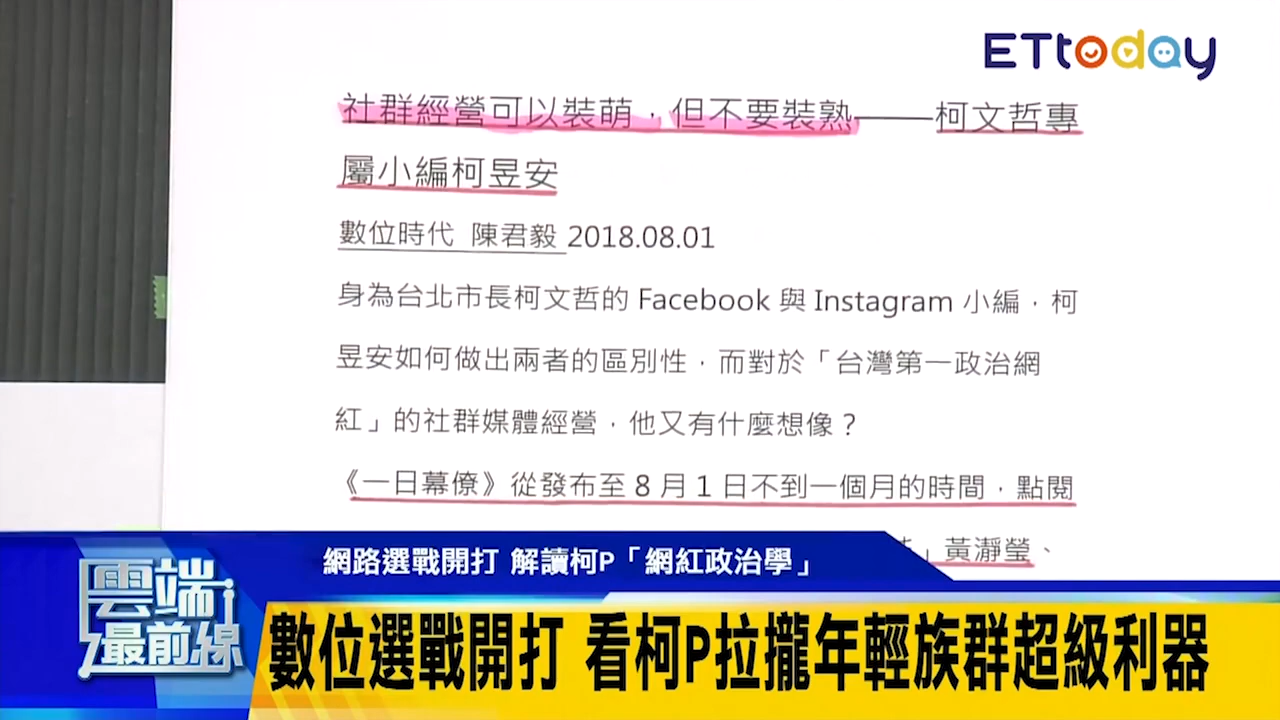 ETtoday
社群經營可以裝萌，但不要裝熟——柯文哲專
屬小編柯昱安
數位時代 陳君毅 2018.08.01
身為台北市長柯文哲的 Facebook 與 Instagram 小編，柯
昱安如何做出兩者的區別性，而對於「台灣第一政治網
紅」的社群媒體經營，他又有什麼想像？
《一日幕僚》從發布至 8 月 1 日不到一個月的時間，點閱
」黃瀞瑩、
網路選戰開打 解讀柯P「網紅政治學」
雲端最前線
數位選戰開打 看柯P拉攏年輕族群超級利器